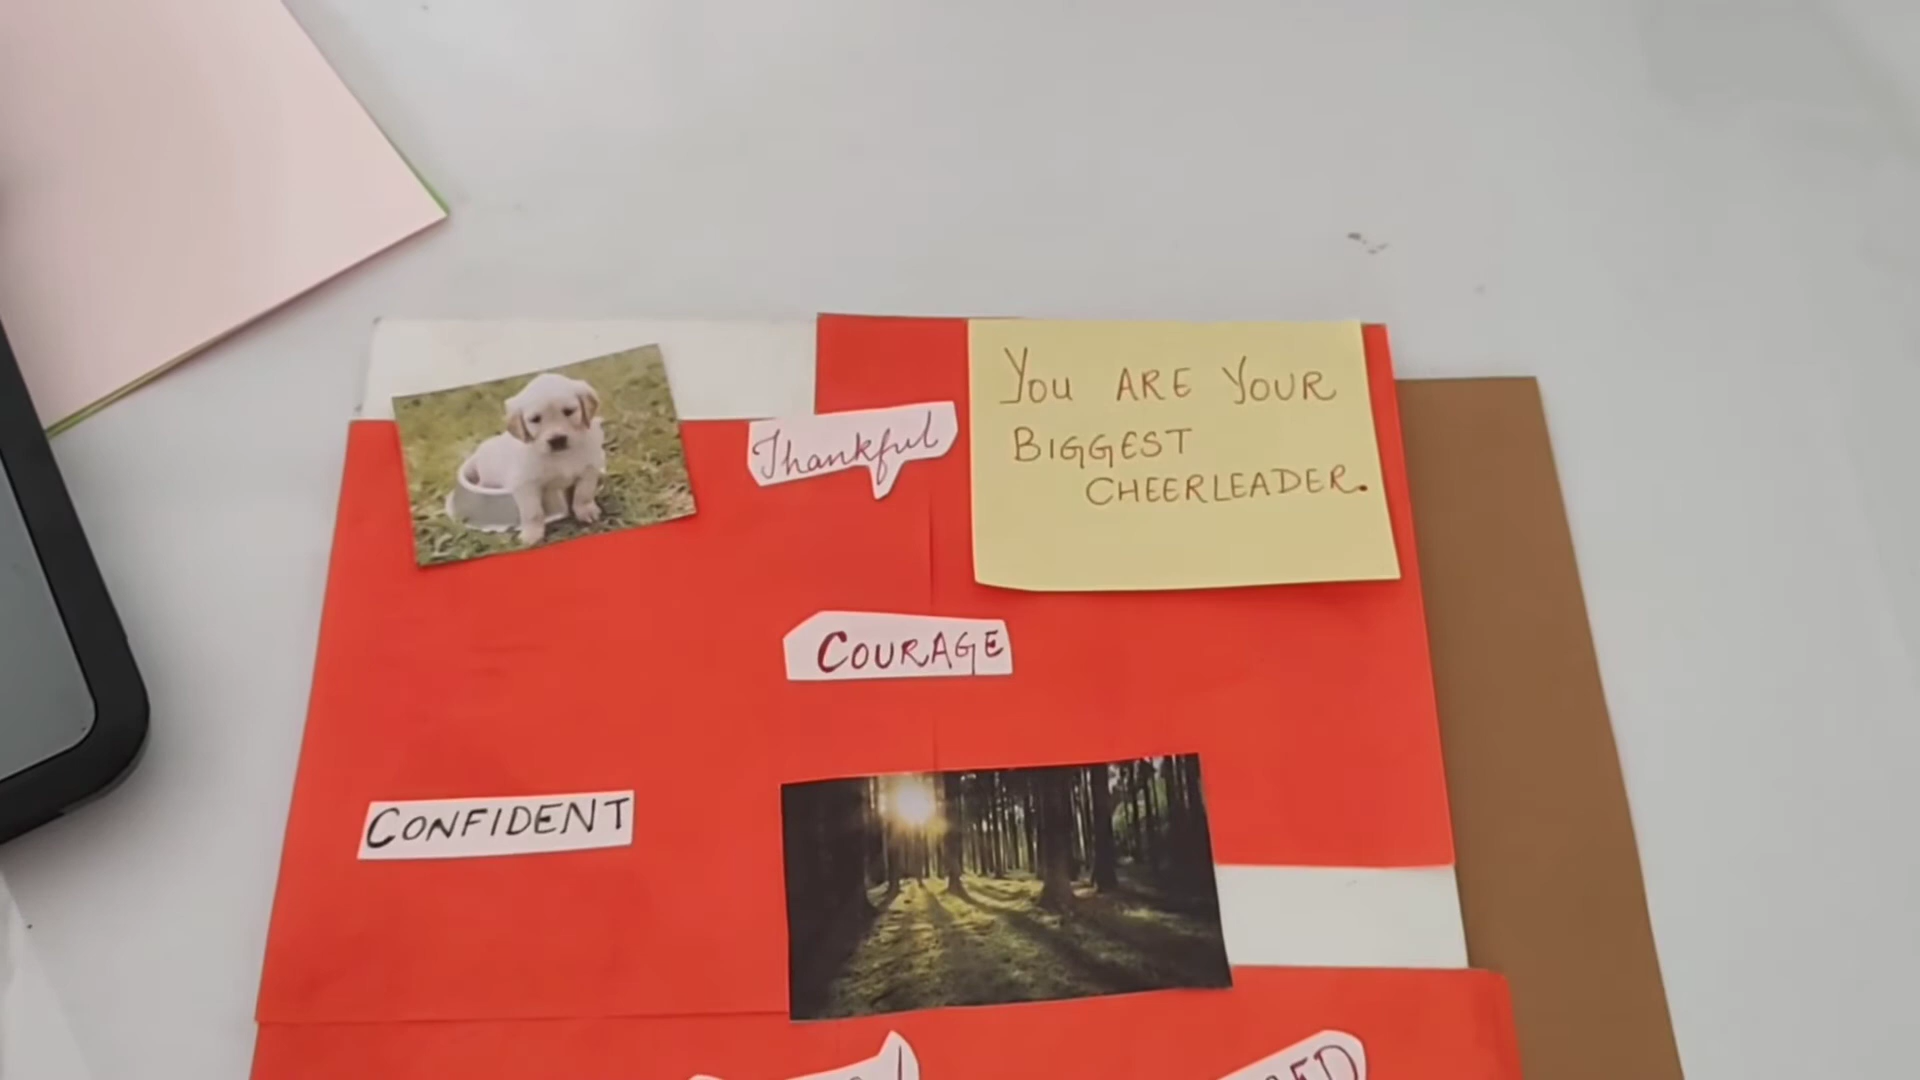 Thankful
You ARE YOUR
BIGGEST
CHEERLEADER.
COURAGE
CONFIDENT